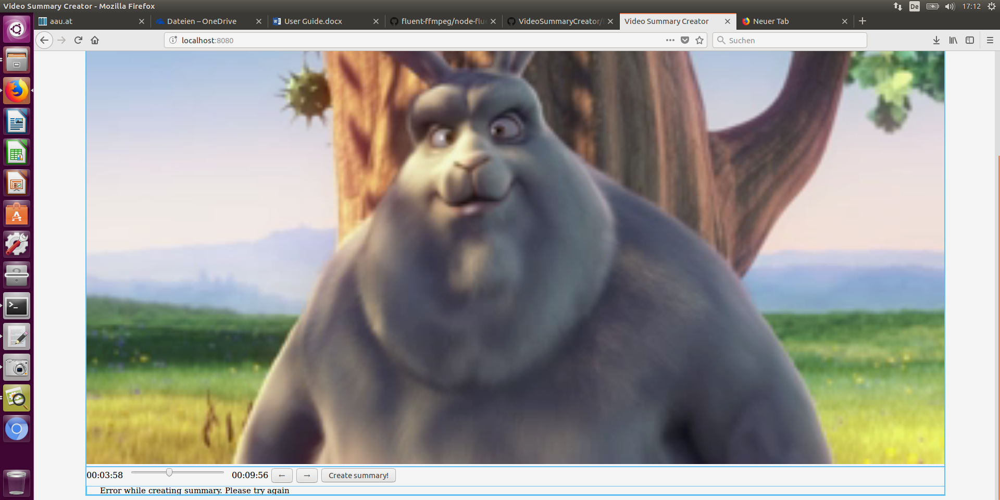 Video Summary Creator - Mozilla Firefox
De
17:12
aau.at
Dateien – OneDrive
User Guide.docx
fluent-ffmpeg/node-flue
VideoSummaryCreator/
Video Summary Creator
Neuer Tab
localhost:8080
Suchen
00:03:58
00:09:56
←
→
Create summary!
Error while creating summary. Please try again